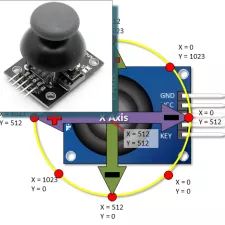 X = 0
Y = 1023
GND
VCC
X Axis
X = 0
Y = 512
Y = 512
X = 512
Y = 512
KEY
X = 1023
Y = 0
X = 0
Y = 0
X = 512
Y = 0